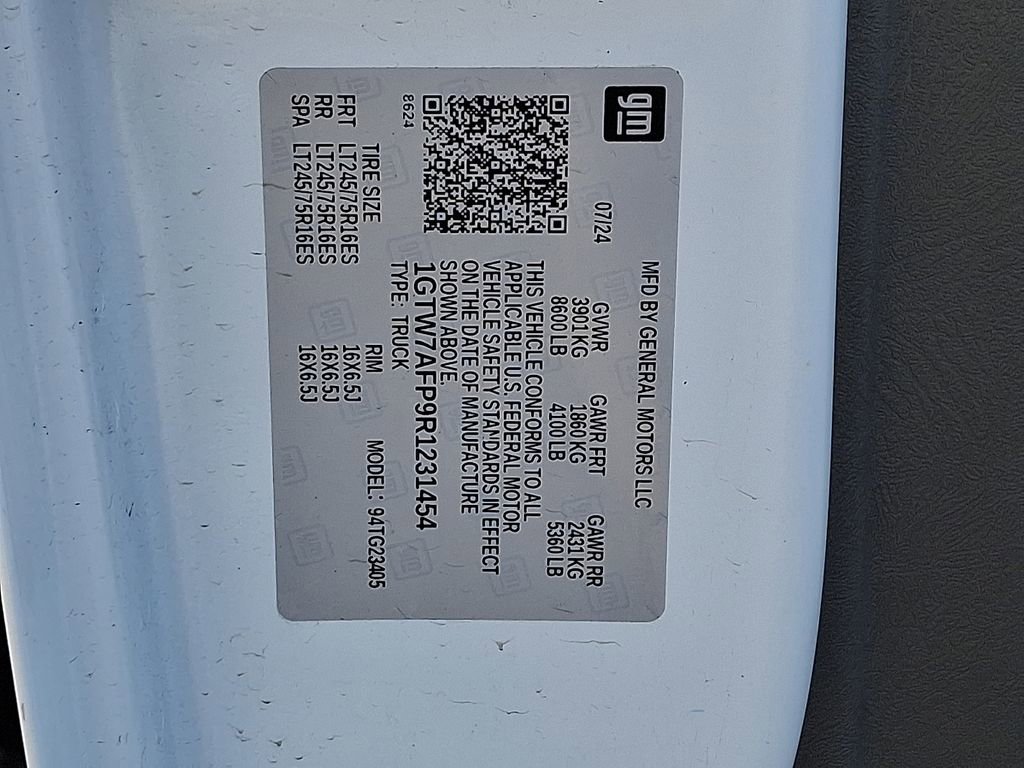 gm
MFD BY GENERAL MOTORS LLC
07/24 GVWR GAWR FRT GAWR RR
3901 KG 1860 KG 2431 KG
8600 LB 4100 LB 5360 LB
THIS VEHICLE CONFORMS TO ALL
APPLICABLE U.S. FEDERAL MOTOR
VEHICLE SAFETY STANDARDS IN EFFECT
ON THE DATE OF MANUFACTURE
SHOWN ABOVE.
1GTW7AFP9R1231454
8624 TYPE: TRUCK
TIRE SIZE RIM MODEL: 94TG23405
FRT LT245/75R16ES 16X6.5J
RR LT245/75R16ES 16X6.5J
SPA LT245/75R16ES 16X6.5J